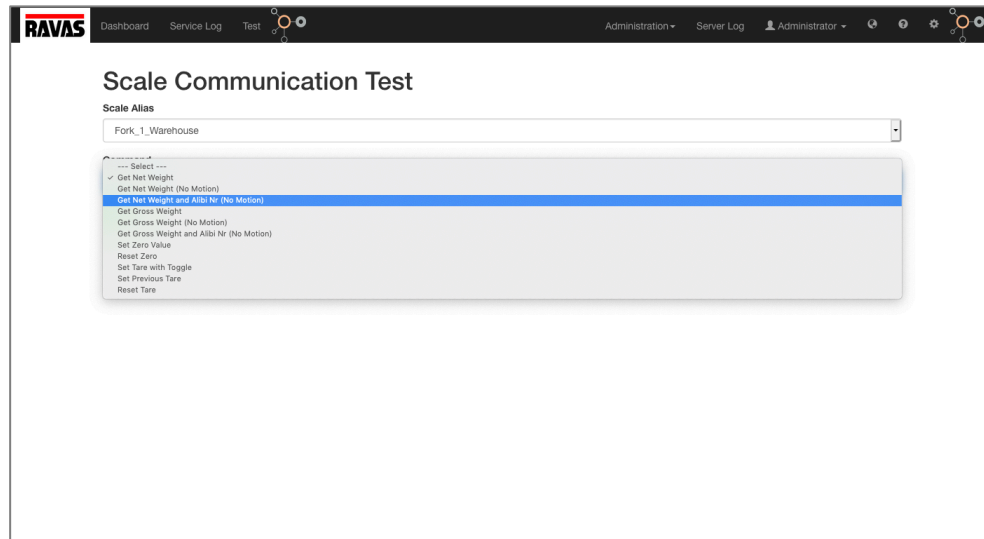 RAVAS Dashboard Service Log Test Administration Server Log Administrator
Scale Communication Test
Scale Alias
Fork_1_Warehouse
Command
--- Select ---
✓ Get Net Weight
Get Net Weight (No Motion)
Get Net Weight and Alibi Nr (No Motion)
Get Gross Weight
Get Gross Weight (No Motion)
Get Gross Weight and Alibi Nr (No Motion)
Set Zero Value
Reset Zero
Set Tare with Toggle
Set Previous Tare
Reset Tare